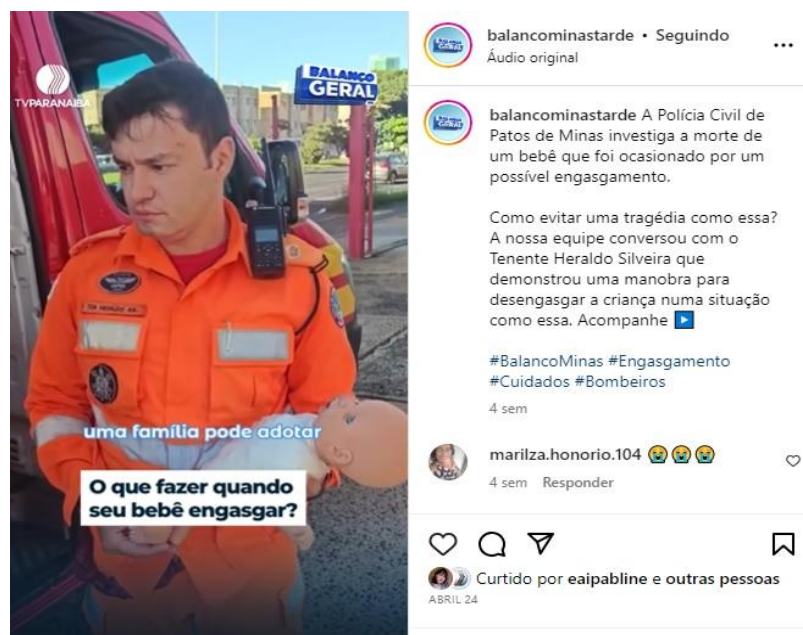 TVPARANAÍBA
BALANÇO
GERAL
uma família pode adotar
O que fazer quando
seu bebê engasgar?
balancominastarde • Seguindo
Áudio original
balancominastarde A Polícia Civil de
Patos de Minas investiga a morte de
um bebê que foi ocasionado por um
possível engasgamento.
Como evitar uma tragédia como essa?
A nossa equipe conversou com o
Tenente Heraldo Silveira que
demonstrou uma manobra para
desengasgar a criança numa situação
como essa. Acompanhe ▶️
#BalancoMinas #Engasgamento
#Cuidados #Bombeiros
4 sem
marilza.honorio.104 😭😭😭
4 sem Responder
Curtido por eaipabline e outras pessoas
ABRIL 24